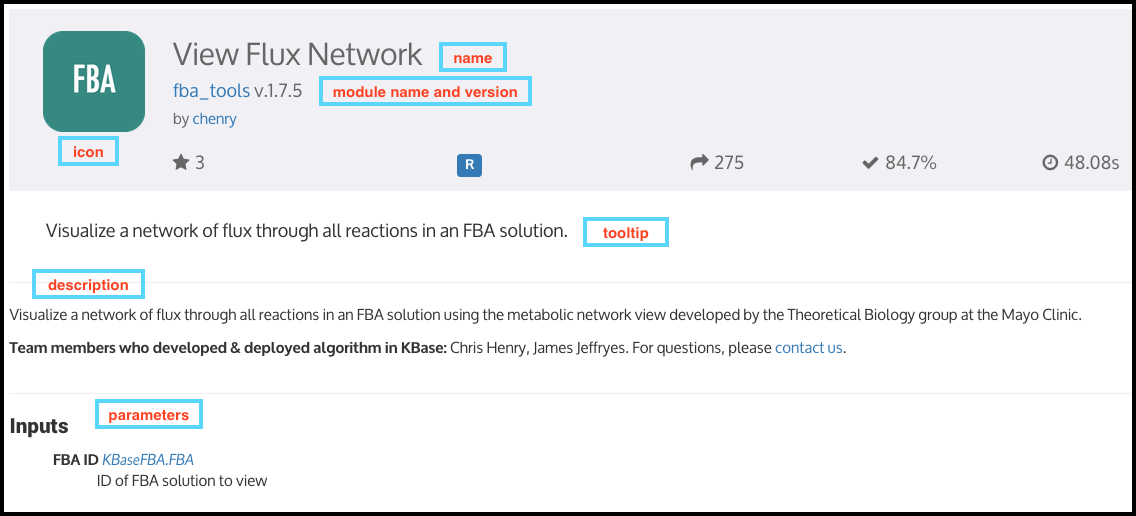 FBA
View Flux Network name
fba_tools v.1.7.5 module name and version
by chenry
icon
3 R 275 84.7% 48.08s
Visualize a network of flux through all reactions in an FBA solution. tooltip
description
Visualize a network of flux through all reactions in an FBA solution using the metabolic network view developed by the Theoretical Biology group at the Mayo Clinic.
Team members who developed & deployed algorithm in KBase: Chris Henry, James Jeffryes. For questions, please contact us.
Inputs parameters
FBA ID KBaseFBA.FBA
ID of FBA solution to view